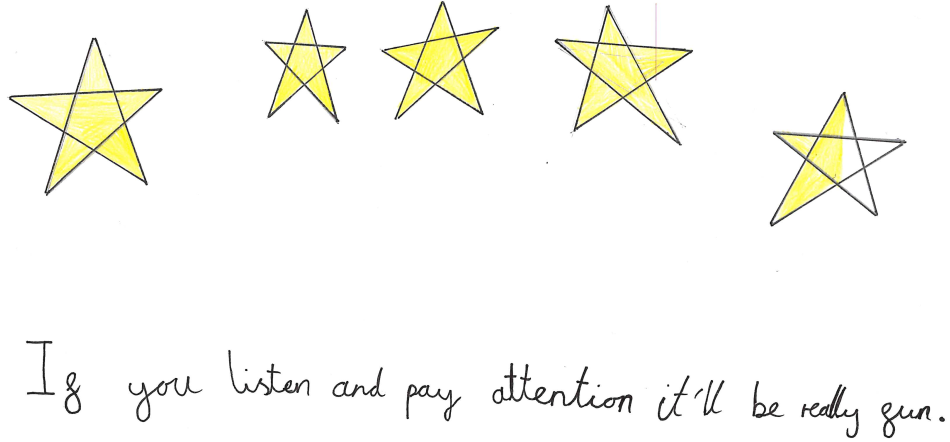 If you listen and pay attention it'll be really fun.